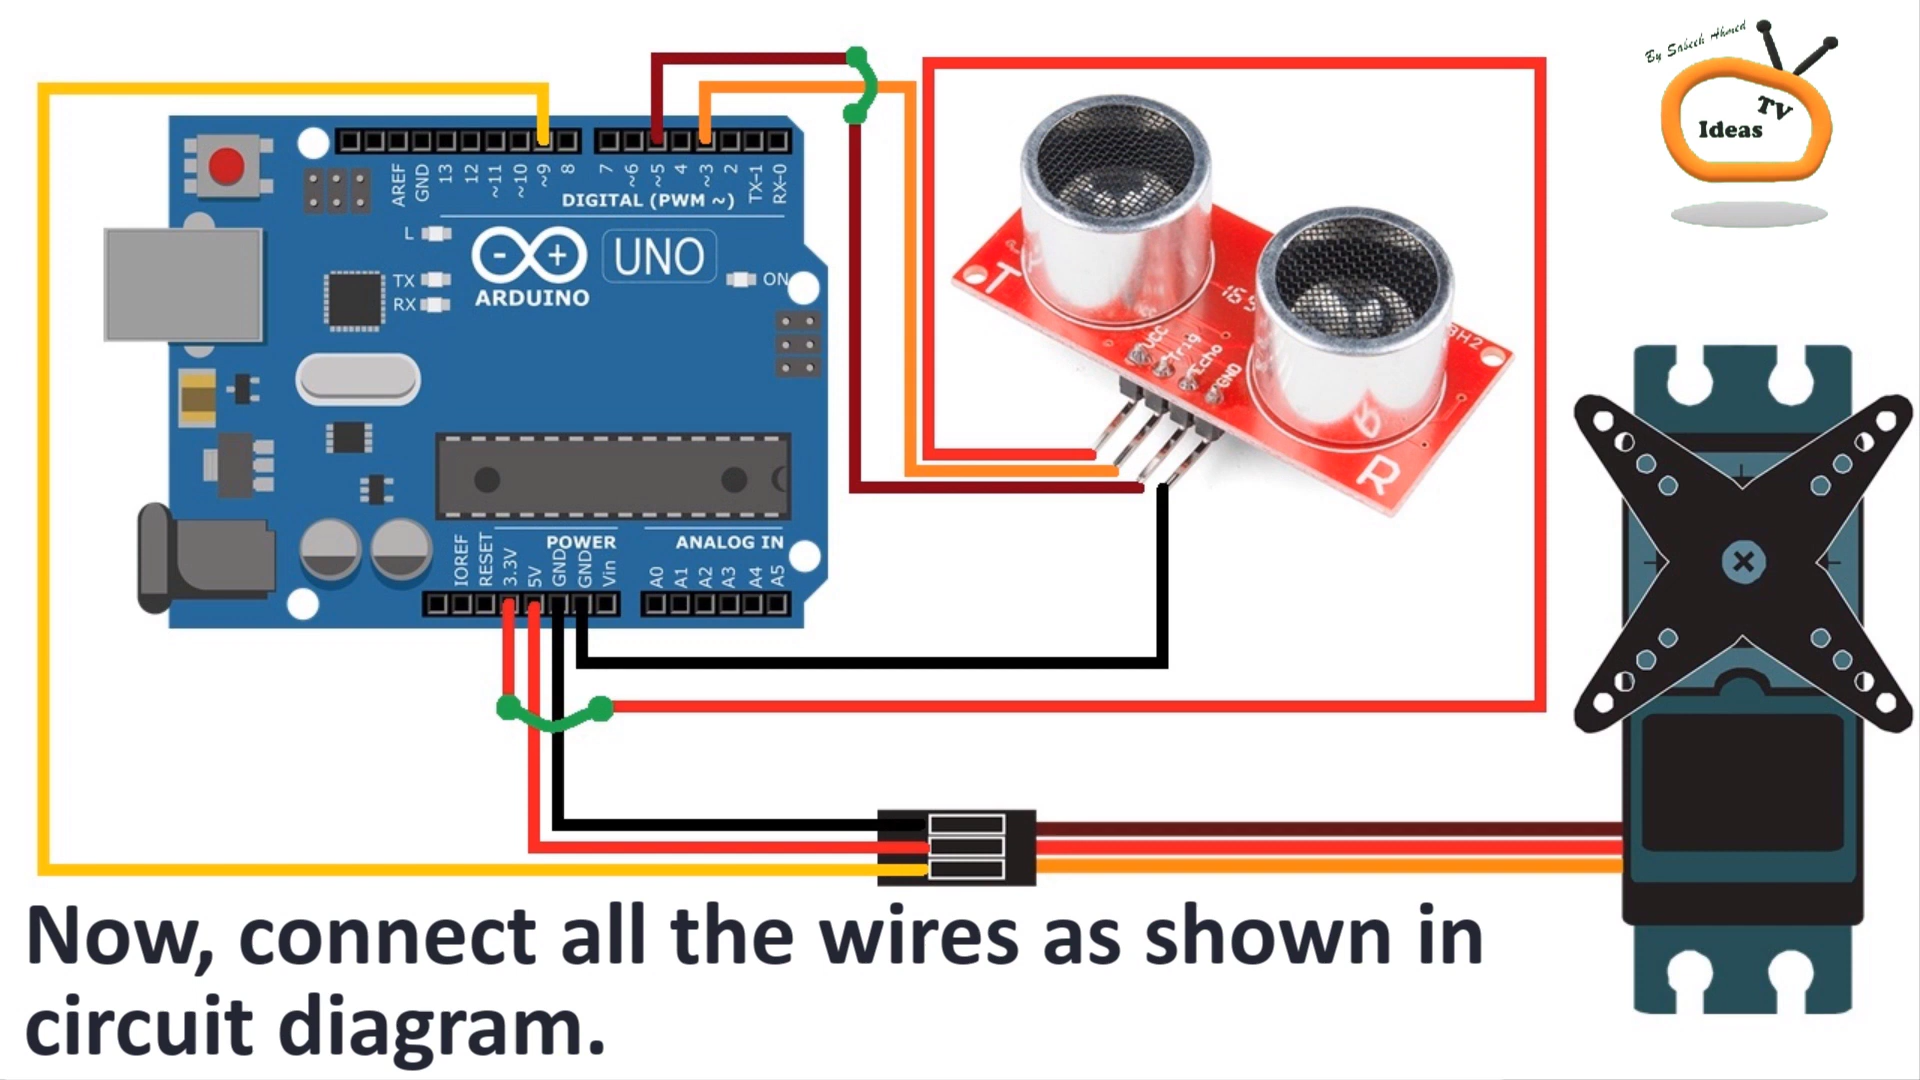 By Sabeeh Ahmed
Ideas TV
AREF
GND
13
12
~11
~10
~9
8
7
~6
~5
4
~3
2
TX-1
RX-0
DIGITAL (PWM ~)
L
TX
RX
UNO
ARDUINO
ON
T
VCC
Trig
Echo
GND
R
POWER
ANALOG IN
IOREF
RESET
3.3V
5V
GND
GND
Vin
A0
A1
A2
A3
A4
A5
Now, connect all the wires as shown in
circuit diagram.